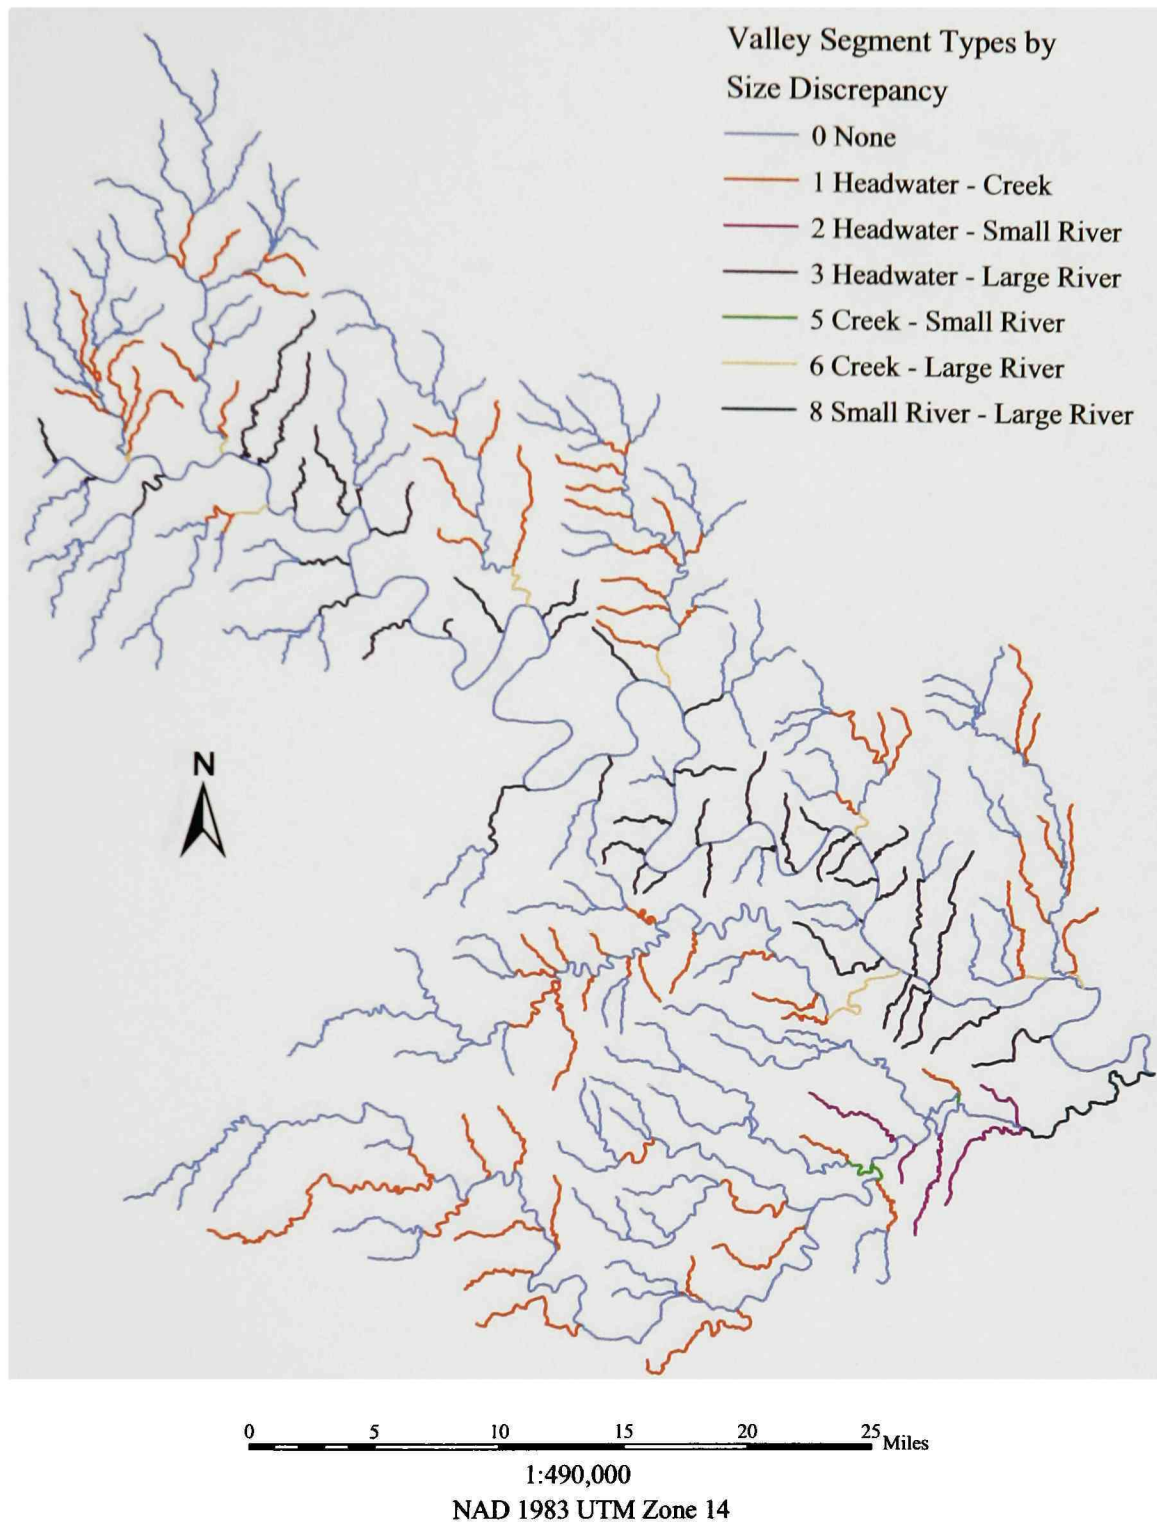 Valley Segment Types by
Size Discrepancy
0 None
1 Headwater - Creek
2 Headwater - Small River
3 Headwater - Large River
5 Creek - Small River
6 Creek - Large River
8 Small River - Large River
N
0 5 10 15 20 25 Miles
1:490,000
NAD 1983 UTM Zone 14